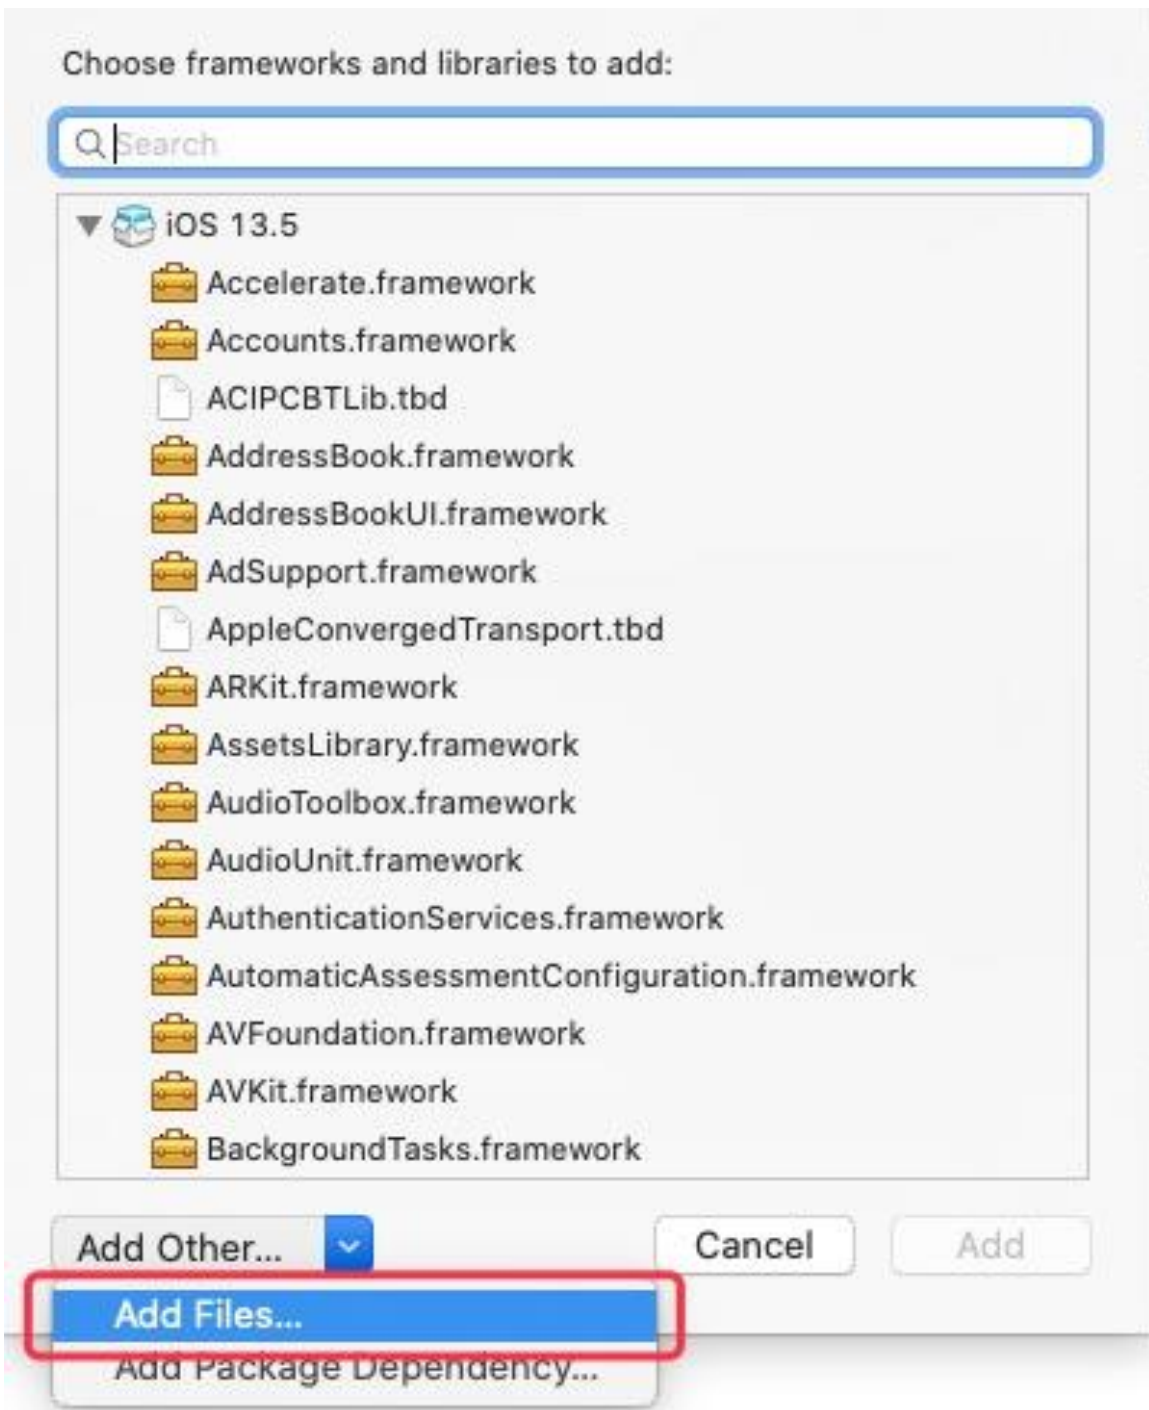 Choose frameworks and libraries to add:
Search
iOS 13.5
Accelerate.framework
Accounts.framework
ACIPCBTLib.tbd
AddressBook.framework
AddressBookUI.framework
AdSupport.framework
AppleConvergedTransport.tbd
ARKit.framework
AssetsLibrary.framework
AudioToolbox.framework
AudioUnit.framework
AuthenticationServices.framework
AutomaticAssessmentConfiguration.framework
AVFoundation.framework
AVKit.framework
BackgroundTasks.framework
Add Other... Cancel Add
Add Files...
Add Package Dependency...